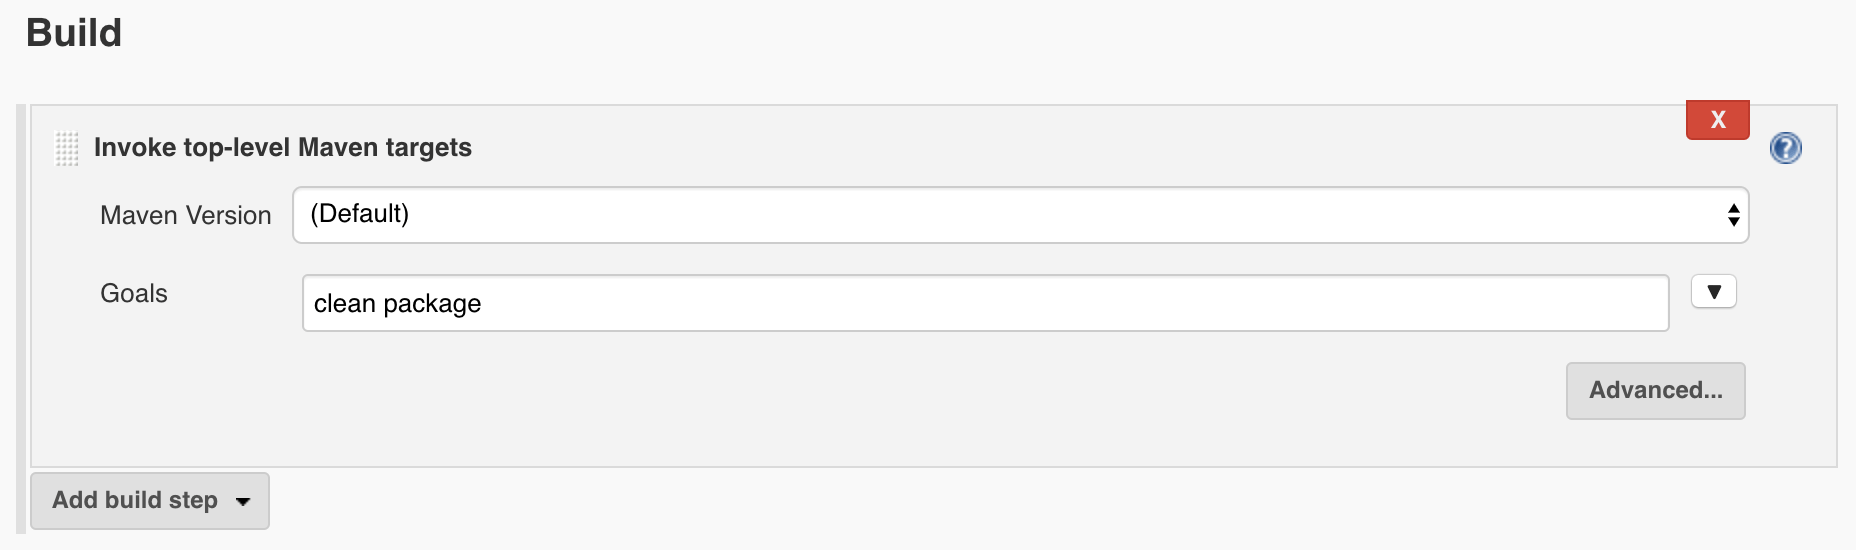 Build
X
Invoke top-level Maven targets
?
Maven Version (Default)
Goals clean package
Advanced...
Add build step